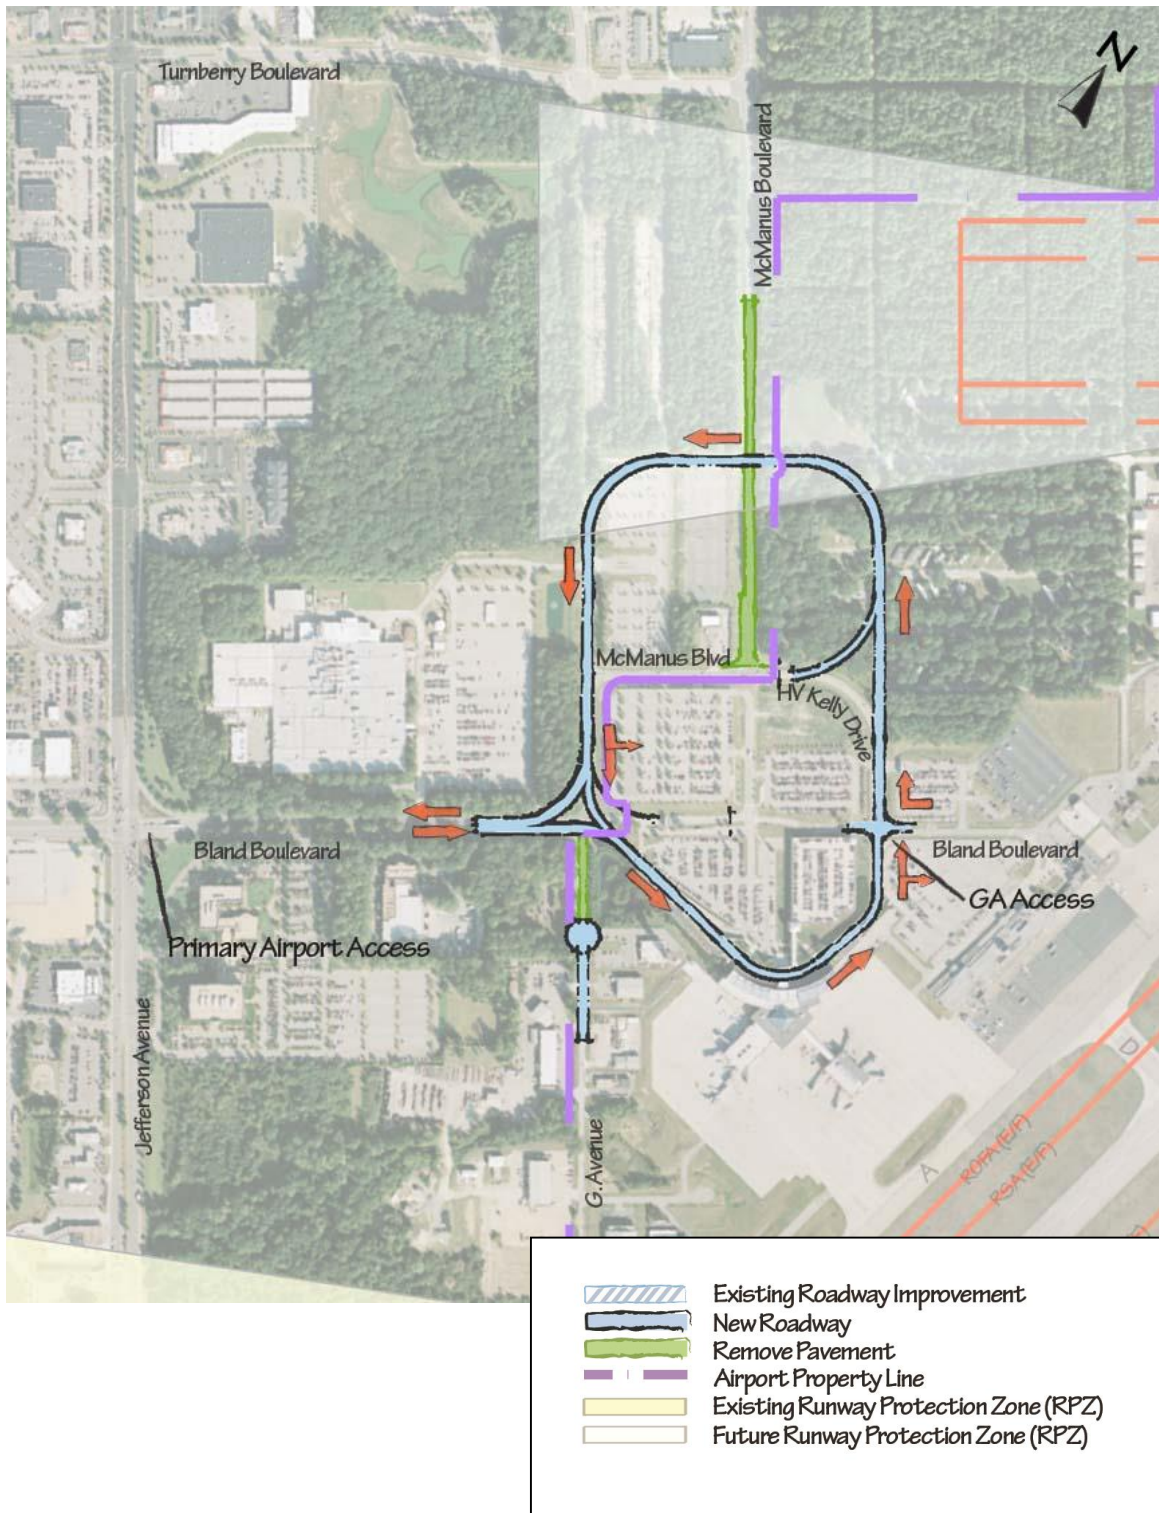 N
Turnberry Boulevard
McManus Boulevard
McManus Blvd
HV Kelly Drive
Bland Boulevard
Bland Boulevard
GA Access
Primary Airport Access
Jefferson Avenue
G. Avenue
D
A
ROFA (E/F)
RSA (E/F)
Existing Roadway Improvement
New Roadway
Remove Pavement
Airport Property Line
Existing Runway Protection Zone (RPZ)
Future Runway Protection Zone (RPZ)